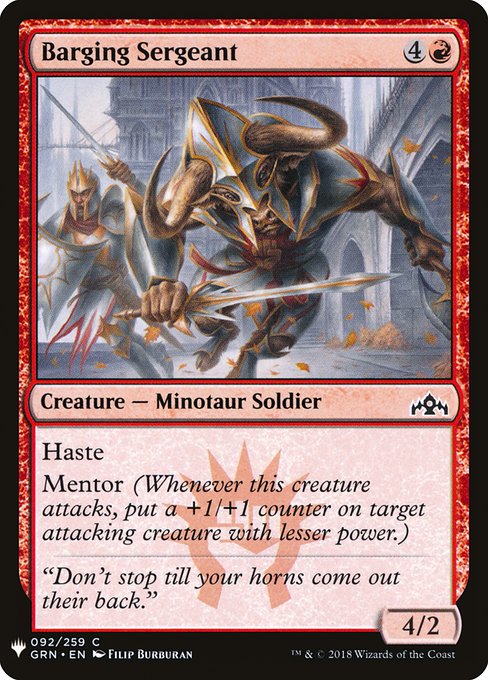 Barging Sergeant 4
Creature — Minotaur Soldier
Haste
Mentor (Whenever this creature
attacks, put a +1/+1 counter on target
attacking creature with lesser power.)
“Don’t stop till your horns come out
their back.”
4/2
092/259 C
GRN • EN Filip Burburan
™ & © 2018 Wizards of the Coast